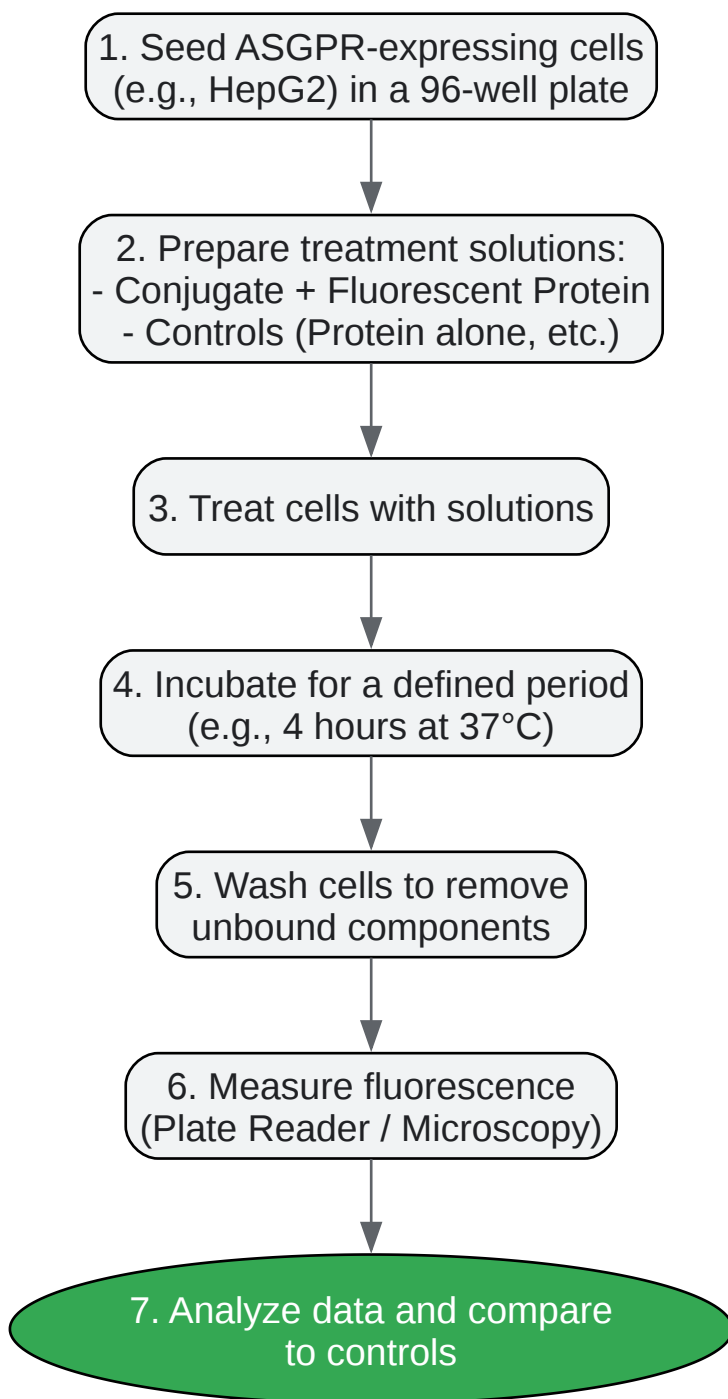 1. Seed ASGPR-expressing cells
(e.g., HepG2) in a 96-well plate
2. Prepare treatment solutions:
- Conjugate + Fluorescent Protein
- Controls (Protein alone, etc.)
3. Treat cells with solutions
4. Incubate for a defined period
(e.g., 4 hours at 37°C)
5. Wash cells to remove
unbound components
6. Measure fluorescence
(Plate Reader / Microscopy)
7. Analyze data and compare
to controls